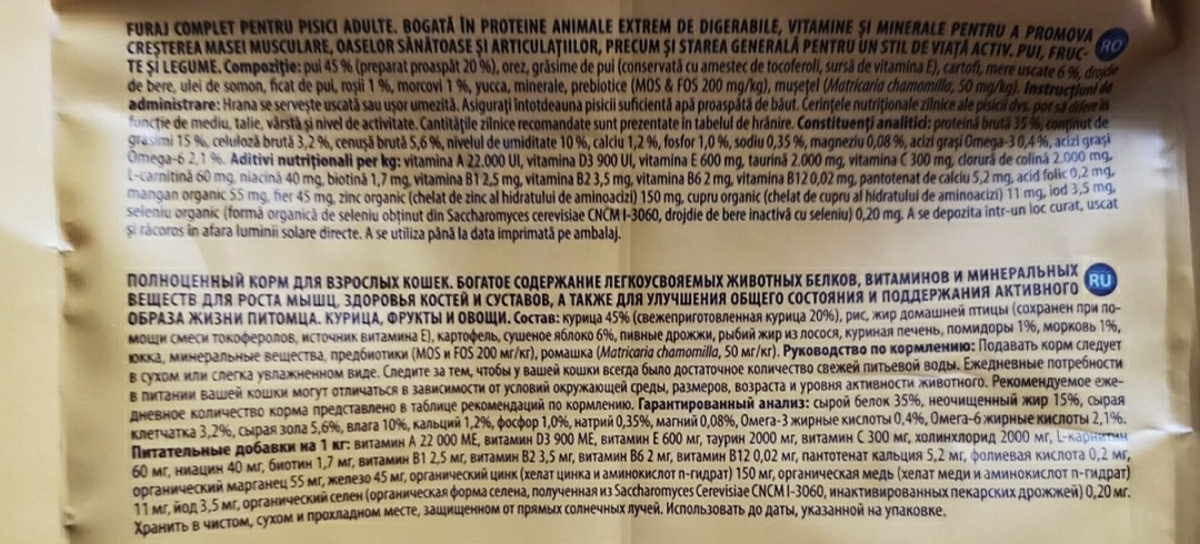 FURAJ COMPLET PENTRU PISICI ADULTE. BOGATĂ ÎN PROTEINE ANIMALE EXTREM DE DIGERABILE, VITAMINE ȘI MINERALE PENTRU A PROMOVA
CREȘTEREA MASEI MUSCULARE, OASELOR SĂNĂTOASE ȘI ARTICULAȚIILOR, PRECUM ȘI STAREA GENERALĂ PENTRU UN STIL DE VIAȚĂ ACTIV. PUI, FRUC- RO
TE ȘI LEGUME. Compoziție: pui 45 % (preparat proaspăt 20 %), orez, grăsime de pui (conservată cu amestec de tocoferoli, sursă de vitamina E), cartofi, mere uscate 6 %, drojdie
de bere, ulei de somon, ficat de pui, roșii 1 %, morcovi 1 %, yucca, minerale, prebiotice (MOS & FOS 200 mg/kg), mușețel (Matricaria chamomilla, 50 mg/kg). Instrucțiuni de
administrare: Hrana se servește uscată sau ușor umezită. Asigurați întotdeauna pisicii suficientă apă proaspătă de băut. Cerințele nutriționale zilnice ale pisicii dvs. pot să difere în
funcție de mediu, talie, vârstă și nivel de activitate. Cantitățile zilnice recomandate sunt prezentate în tabelul de hrănire. Constituenți analitici: proteină brută 35 %, conținut de
grăsimi 15 %, celuloză brută 3,2 %, cenușă brută 5,6 %, nivelul de umiditate 10 %, calciu 1,2 %, fosfor 1,0 %, sodiu 0,35 %, magneziu 0,08 %, acizi grași Omega-3 0,4 %, acizi grași
Omega-6 2,1 %. Aditivi nutriționali per kg: vitamina A 22.000 UI, vitamina D3 900 UI, vitamina E 600 mg, taurină 2.000 mg, vitamina C 300 mg, clorură de colină 2.000 mg,
L-carnitină 60 mg, niacină 40 mg, biotină 1,7 mg, vitamina B1 2,5 mg, vitamina B2 3,5 mg, vitamina B6 2 mg, vitamina B12 0,02 mg, pantotenat de calciu 5,2 mg, acid folic 0,2 mg,
mangan organic 55 mg, fier 45 mg, zinc organic (chelat de zinc al hidratului de aminoacizi) 150 mg, cupru organic (chelat de cupru al hidratului de aminoacizi) 11 mg, iod 3,5 mg,
seleniu organic (formă organică de seleniu obținut din Saccharomyces cerevisiae CNCM I-3060, drojdie de bere inactivă cu seleniu) 0,20 mg. A se depozita într-un loc curat, uscat
și răcoros în afara luminii solare directe. A se utiliza până la data imprimată pe ambalaj.
ПОЛНОЦЕННЫЙ КОРМ ДЛЯ ВЗРОСЛЫХ КОШЕК. БОГАТОЕ СОДЕРЖАНИЕ ЛЕГКОУСВОЯЕМЫХ ЖИВОТНЫХ БЕЛКОВ, ВИТАМИНОВ И МИНЕРАЛЬНЫХ RU
ВЕЩЕСТВ ДЛЯ РОСТА МЫШЦ, ЗДОРОВЬЯ КОСТЕЙ И СУСТАВОВ, А ТАКЖЕ ДЛЯ УЛУЧШЕНИЯ ОБЩЕГО СОСТОЯНИЯ И ПОДДЕРЖАНИЯ АКТИВНОГО
ОБРАЗА ЖИЗНИ ПИТОМЦА. КУРИЦА, ФРУКТЫ И ОВОЩИ. Состав: курица 45% (свежеприготовленная курица 20%), рис, жир домашней птицы (сохранен при по-
мощи смеси токоферолов, источник витамина E), картофель, сушеное яблоко 6%, пивные дрожжи, рыбий жир из лосося, куриная печень, помидоры 1%, морковь 1%,
юкка, минеральные вещества, предбиотики (MOS и FOS 200 мг/кг), ромашка (Matricaria chamomilla, 50 мг/кг). Руководство по кормлению: Подавать корм следует
в сухом или слегка увлажненном виде. Следите за тем, чтобы у вашей кошки всегда было достаточное количество свежей питьевой воды. Ежедневные потребности
в питании вашей кошки могут отличаться в зависимости от условий окружающей среды, размеров, возраста и уровня активности животного. Рекомендуемое еже-
дневное количество корма представлено в таблице рекомендаций по кормлению. Гарантированный анализ: сырой белок 35%, неочищенный жир 15%, сырая
клетчатка 3,2%, сырая зола 5,6%, влага 10%, кальций 1,2%, фосфор 1,0%, натрий 0,35%, магний 0,08%, Омега-3 жирные кислоты 0,4%, Омега-6 жирные кислоты 2,1%.
Питательные добавки на 1 кг: витамин А 22 000 МЕ, витамин D3 900 МЕ, витамин Е 600 мг, таурин 2000 мг, витамин С 300 мг, холинхлорид 2000 мг, L-карнитин
60 мг, ниацин 40 мг, биотин 1,7 мг, витамин В1 2,5 мг, витамин В2 3,5 мг, витамин В6 2 мг, витамин В12 0,02 мг, пантотенат кальция 5,2 мг, фолиевая кислота 0,2 мг,
органический марганец 55 мг, железо 45 мг, органический цинк (хелат цинка и аминокислот n-гидрат) 150 мг, органическая медь (хелат меди и аминокислот n-гидрат)
11 мг, йод 3,5 мг, органический селен (органическая форма селена, полученная из Saccharomyces Cerevisiae CNCM I-3060, инактивированных пекарских дрожжей) 0,20 мг.
Хранить в чистом, сухом и прохладном месте, защищенном от прямых солнечных лучей. Использовать до даты, указанной на упаковке.